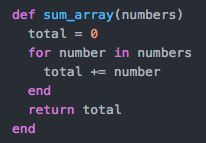 def sum_array(numbers)
  total = 0
  for number in numbers
    total += number
  end
  return total
end